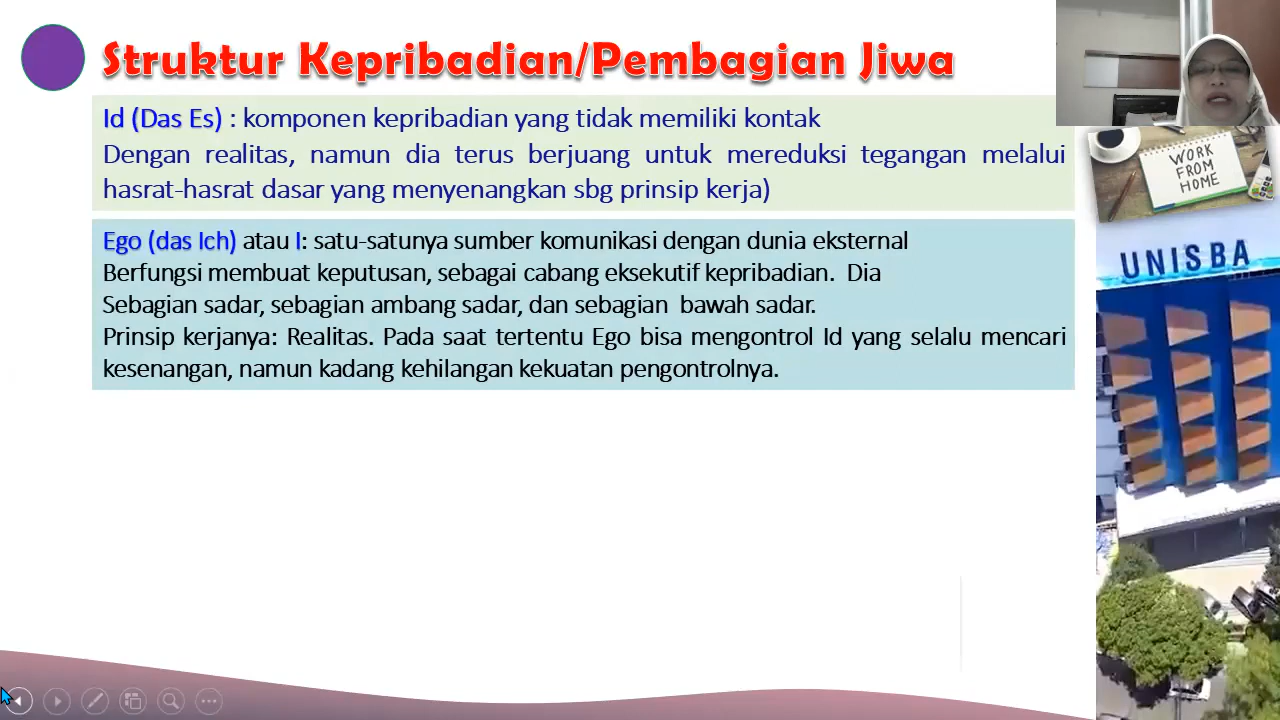 Struktur Kepribadian/Pembagian Jiwa
Id (Das Es) : komponen kepribadian yang tidak memiliki kontak
Dengan realitas, namun dia terus berjuang untuk mereduksi tegangan melalui
hasrat-hasrat dasar yang menyenangkan sbg prinsip kerja)
Ego (das Ich) atau I: satu-satunya sumber komunikasi dengan dunia eksternal
Berfungsi membuat keputusan, sebagai cabang eksekutif kepribadian. Dia
Sebagian sadar, sebagian ambang sadar, dan sebagian bawah sadar.
Prinsip kerjanya: Realitas. Pada saat tertentu Ego bisa mengontrol Id yang selalu mencari
kesenangan, namun kadang kehilangan kekuatan pengontrolnya.
WORK
FROM
HOME
UNISBA